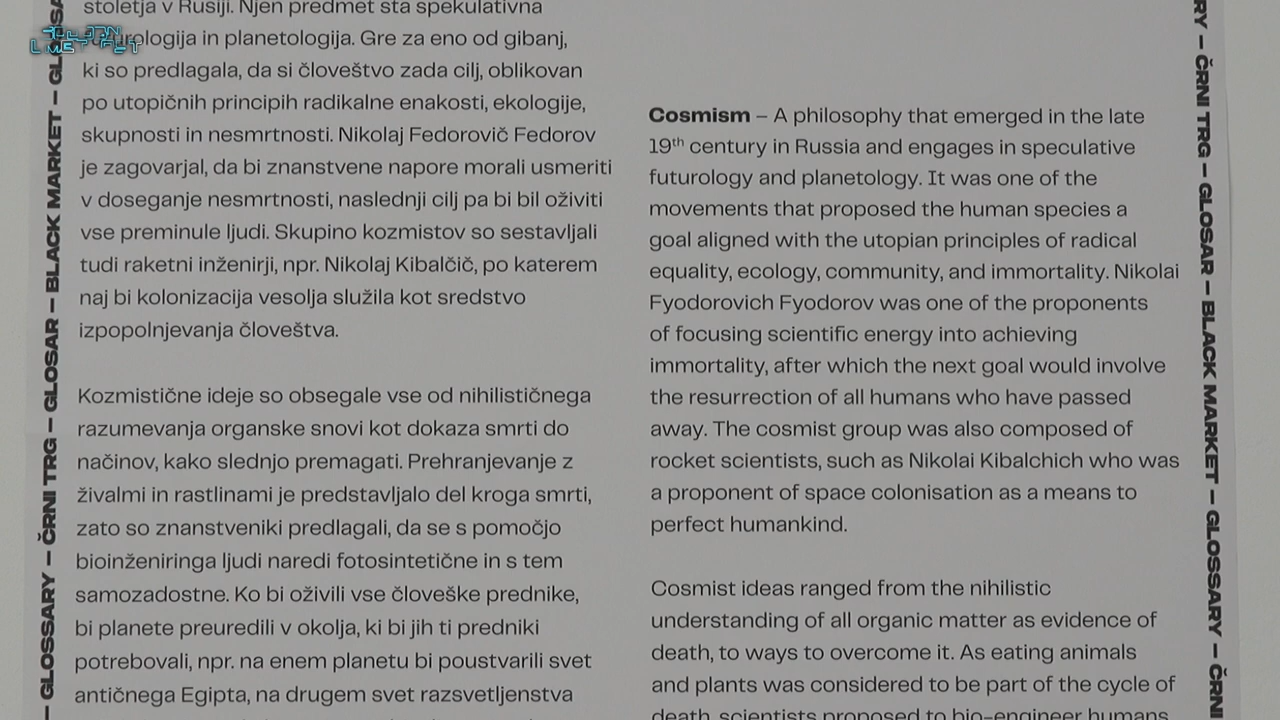 stoletja v Rusiji. Njen predmet sta spekulativna
in planetologija. Gre za eno od gibanj,
ki so predlagala, da si človeštvo zada cilj, oblikovan
po utopičnih principih radikalne enakosti, ekologije,
skupnosti in nesmrtnosti. Nikolaj Fedorovič Fedorov
je zagovarjal, da bi znanstvene napore morali usmeriti
v doseganje nesmrtnosti, naslednji cilj pa bi bil oživiti
vse preminule ljudi. Skupino kozmistov so sestavljali
tudi raketni inženirji, npr. Nikolaj Kibalčič, po katerem
naj bi kolonizacija vesolja služila kot sredstvo
izpopolnjevanja človeštva.
Kozmistične ideje so obsegale vse od nihilističnega
razumevanja organske snovi kot dokaza smrti do
načinov, kako slednjo premagati. Prehranjevanje z
živalmi in rastlinami je predstavljalo del kroga smrti,
zato so znanstveniki predlagali, da se s pomočjo
bioinženiringa ljudi naredi fotosintetične in s tem
samozadostne. Ko bi oživili vse človeške prednike,
bi planete preuredili v okolja, ki bi jih ti predniki
potrebovali, npr. na enem planetu bi poustvarili svet
antičnega Egipta, na drugem svet razsvetljenstva
Cosmism – A philosophy that emerged in the late
19th century in Russia and engages in speculative
futurology and planetology. It was one of the
movements that proposed the human species a
goal aligned with the utopian principles of radical
equality, ecology, community, and immortality. Nikolai
Fyodorovich Fyodorov was one of the proponents
of focusing scientific energy into achieving
immortality, after which the next goal would involve
the resurrection of all humans who have passed
away. The cosmist group was also composed of
rocket scientists, such as Nikolai Kibalchich who was
a proponent of space colonisation as a means to
perfect humankind.
Cosmist ideas ranged from the nihilistic
understanding of all organic matter as evidence of
death, to ways to overcome it. As eating animals
and plants was considered to be part of the cycle of
death, scientists proposed to bio-engineer humans
– GLOSSARY – ČRNI TRG – GLOSAR – BLACK MARKET –
– ČRNI TRG – GLOSAR – BLACK MARKET – GLOSSARY – ČRNI